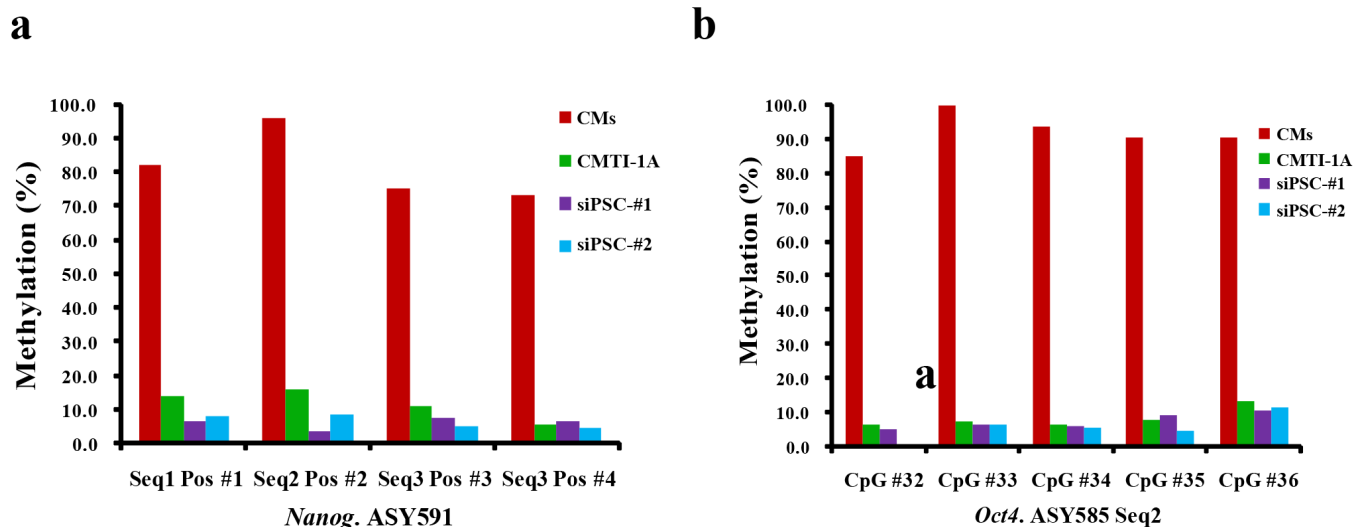 a
Methylation (%)
100.0
90.0
80.0
70.0
60.0
50.0
40.0
30.0
20.0
10.0
0.0
CMs
CMTI-1A
siPSC-#1
siPSC-#2
Seq1 Pos #1 Seq2 Pos #2 Seq3 Pos #3 Seq3 Pos #4
Nanog. ASY591
b
Methylation (%)
100.0
90.0
80.0
70.0
60.0
50.0
40.0
30.0
20.0
10.0
0.0
a
CMs
CMTI-1A
siPSC-#1
siPSC-#2
CpG #32 CpG #33 CpG #34 CpG #35 CpG #36
Oct4. ASY585 Seq2